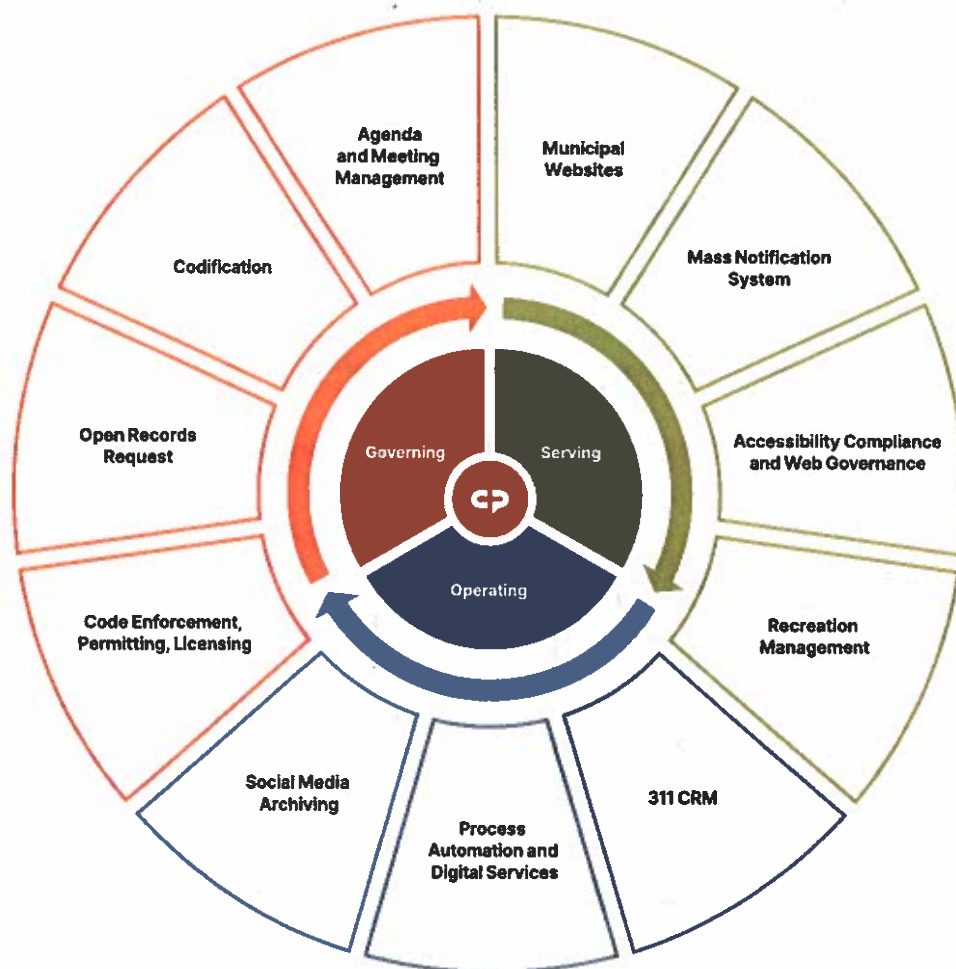 Agenda
and Meeting
Management
Municipal
Websites
Codification
Mass Notification
System
Open Records
Request
Governing
Serving
Accessibility Compliance
and Web Governance
Operating
Code Enforcement,
Permitting, Licensing
Recreation
Management
Social Media
Archiving
Process
Automation and
Digital Services
311 CRM